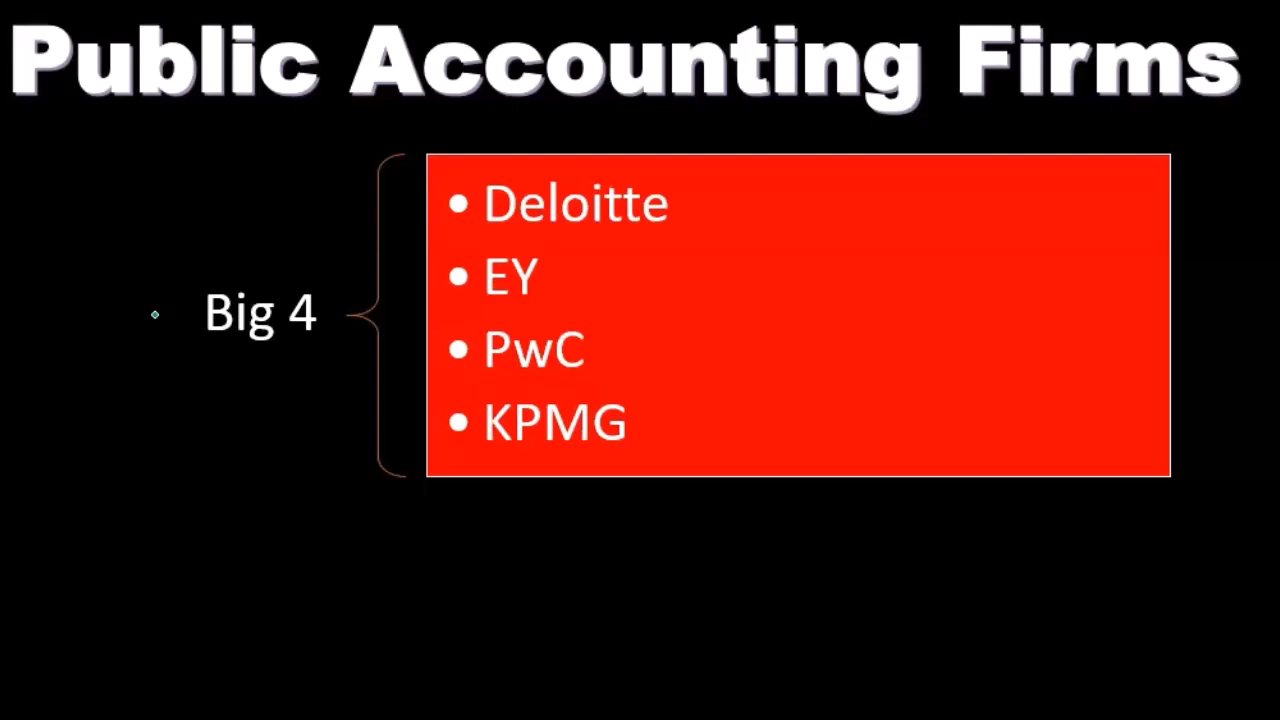 Public Accounting Firms
• Big 4
• Deloitte
• EY
• PwC
• KPMG